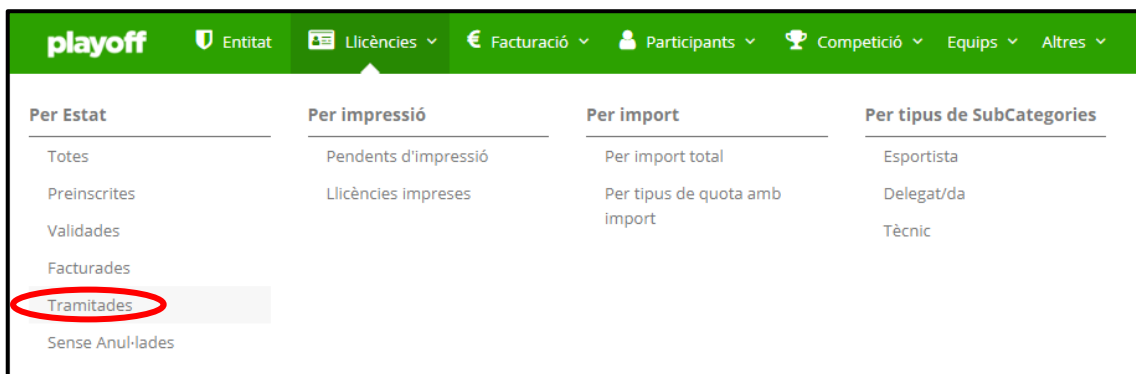 playoff Entitat Llicències Facturació Participants Competició Equips Altres
Per Estat
Totes
Preinscrites
Validades
Facturades
Tramitades
Sense Anul·lades
Per impressió
Pendents d'impressió
Llicències impreses
Per import
Per import total
Per tipus de quota amb
import
Per tipus de SubCategories
Esportista
Delegat/da
Tècnic